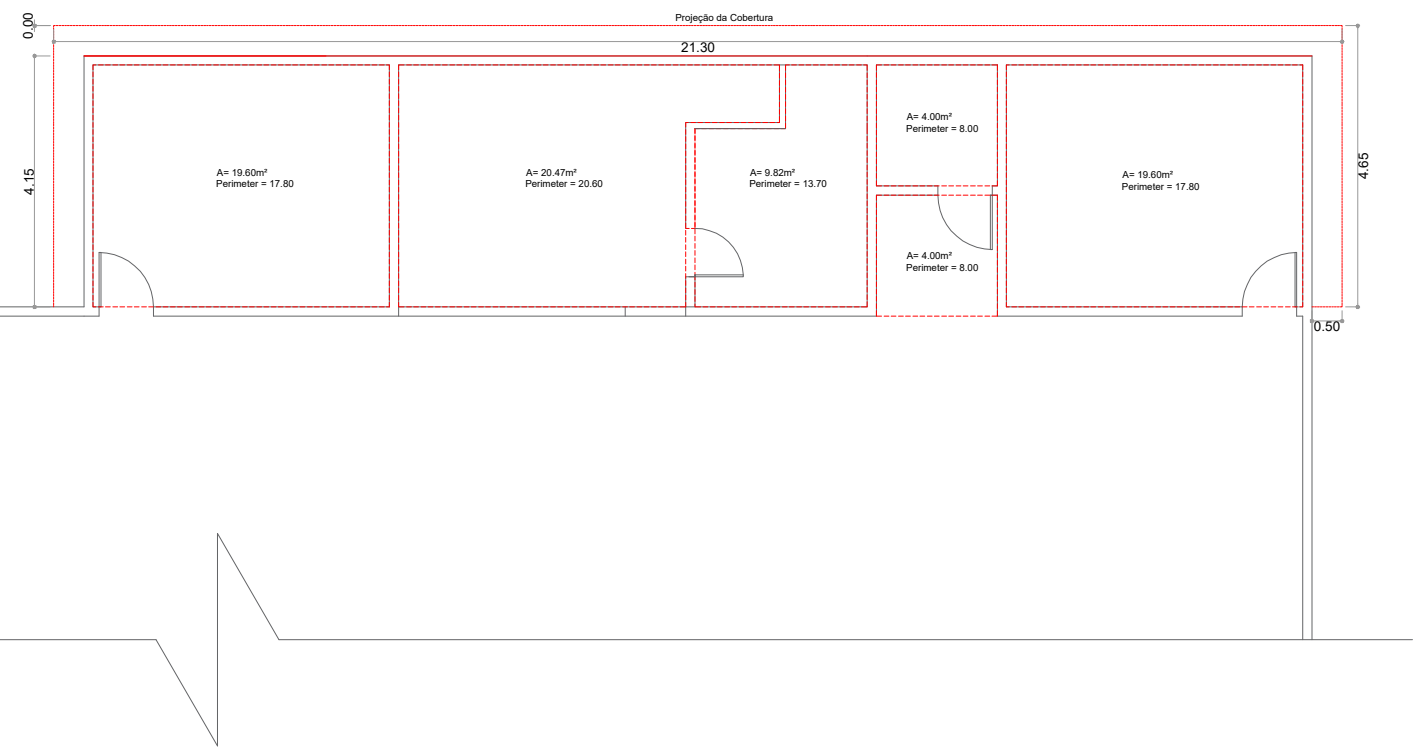 Projeção da Cobertura
0.00
21.30
4.15
4.65
A= 19.60m²
Perimeter = 17.80
A= 20.47m²
Perimeter = 20.60
A= 9.82m²
Perimeter = 13.70
A= 4.00m²
Perimeter = 8.00
A= 19.60m²
Perimeter = 17.80
A= 4.00m²
Perimeter = 8.00
0.50